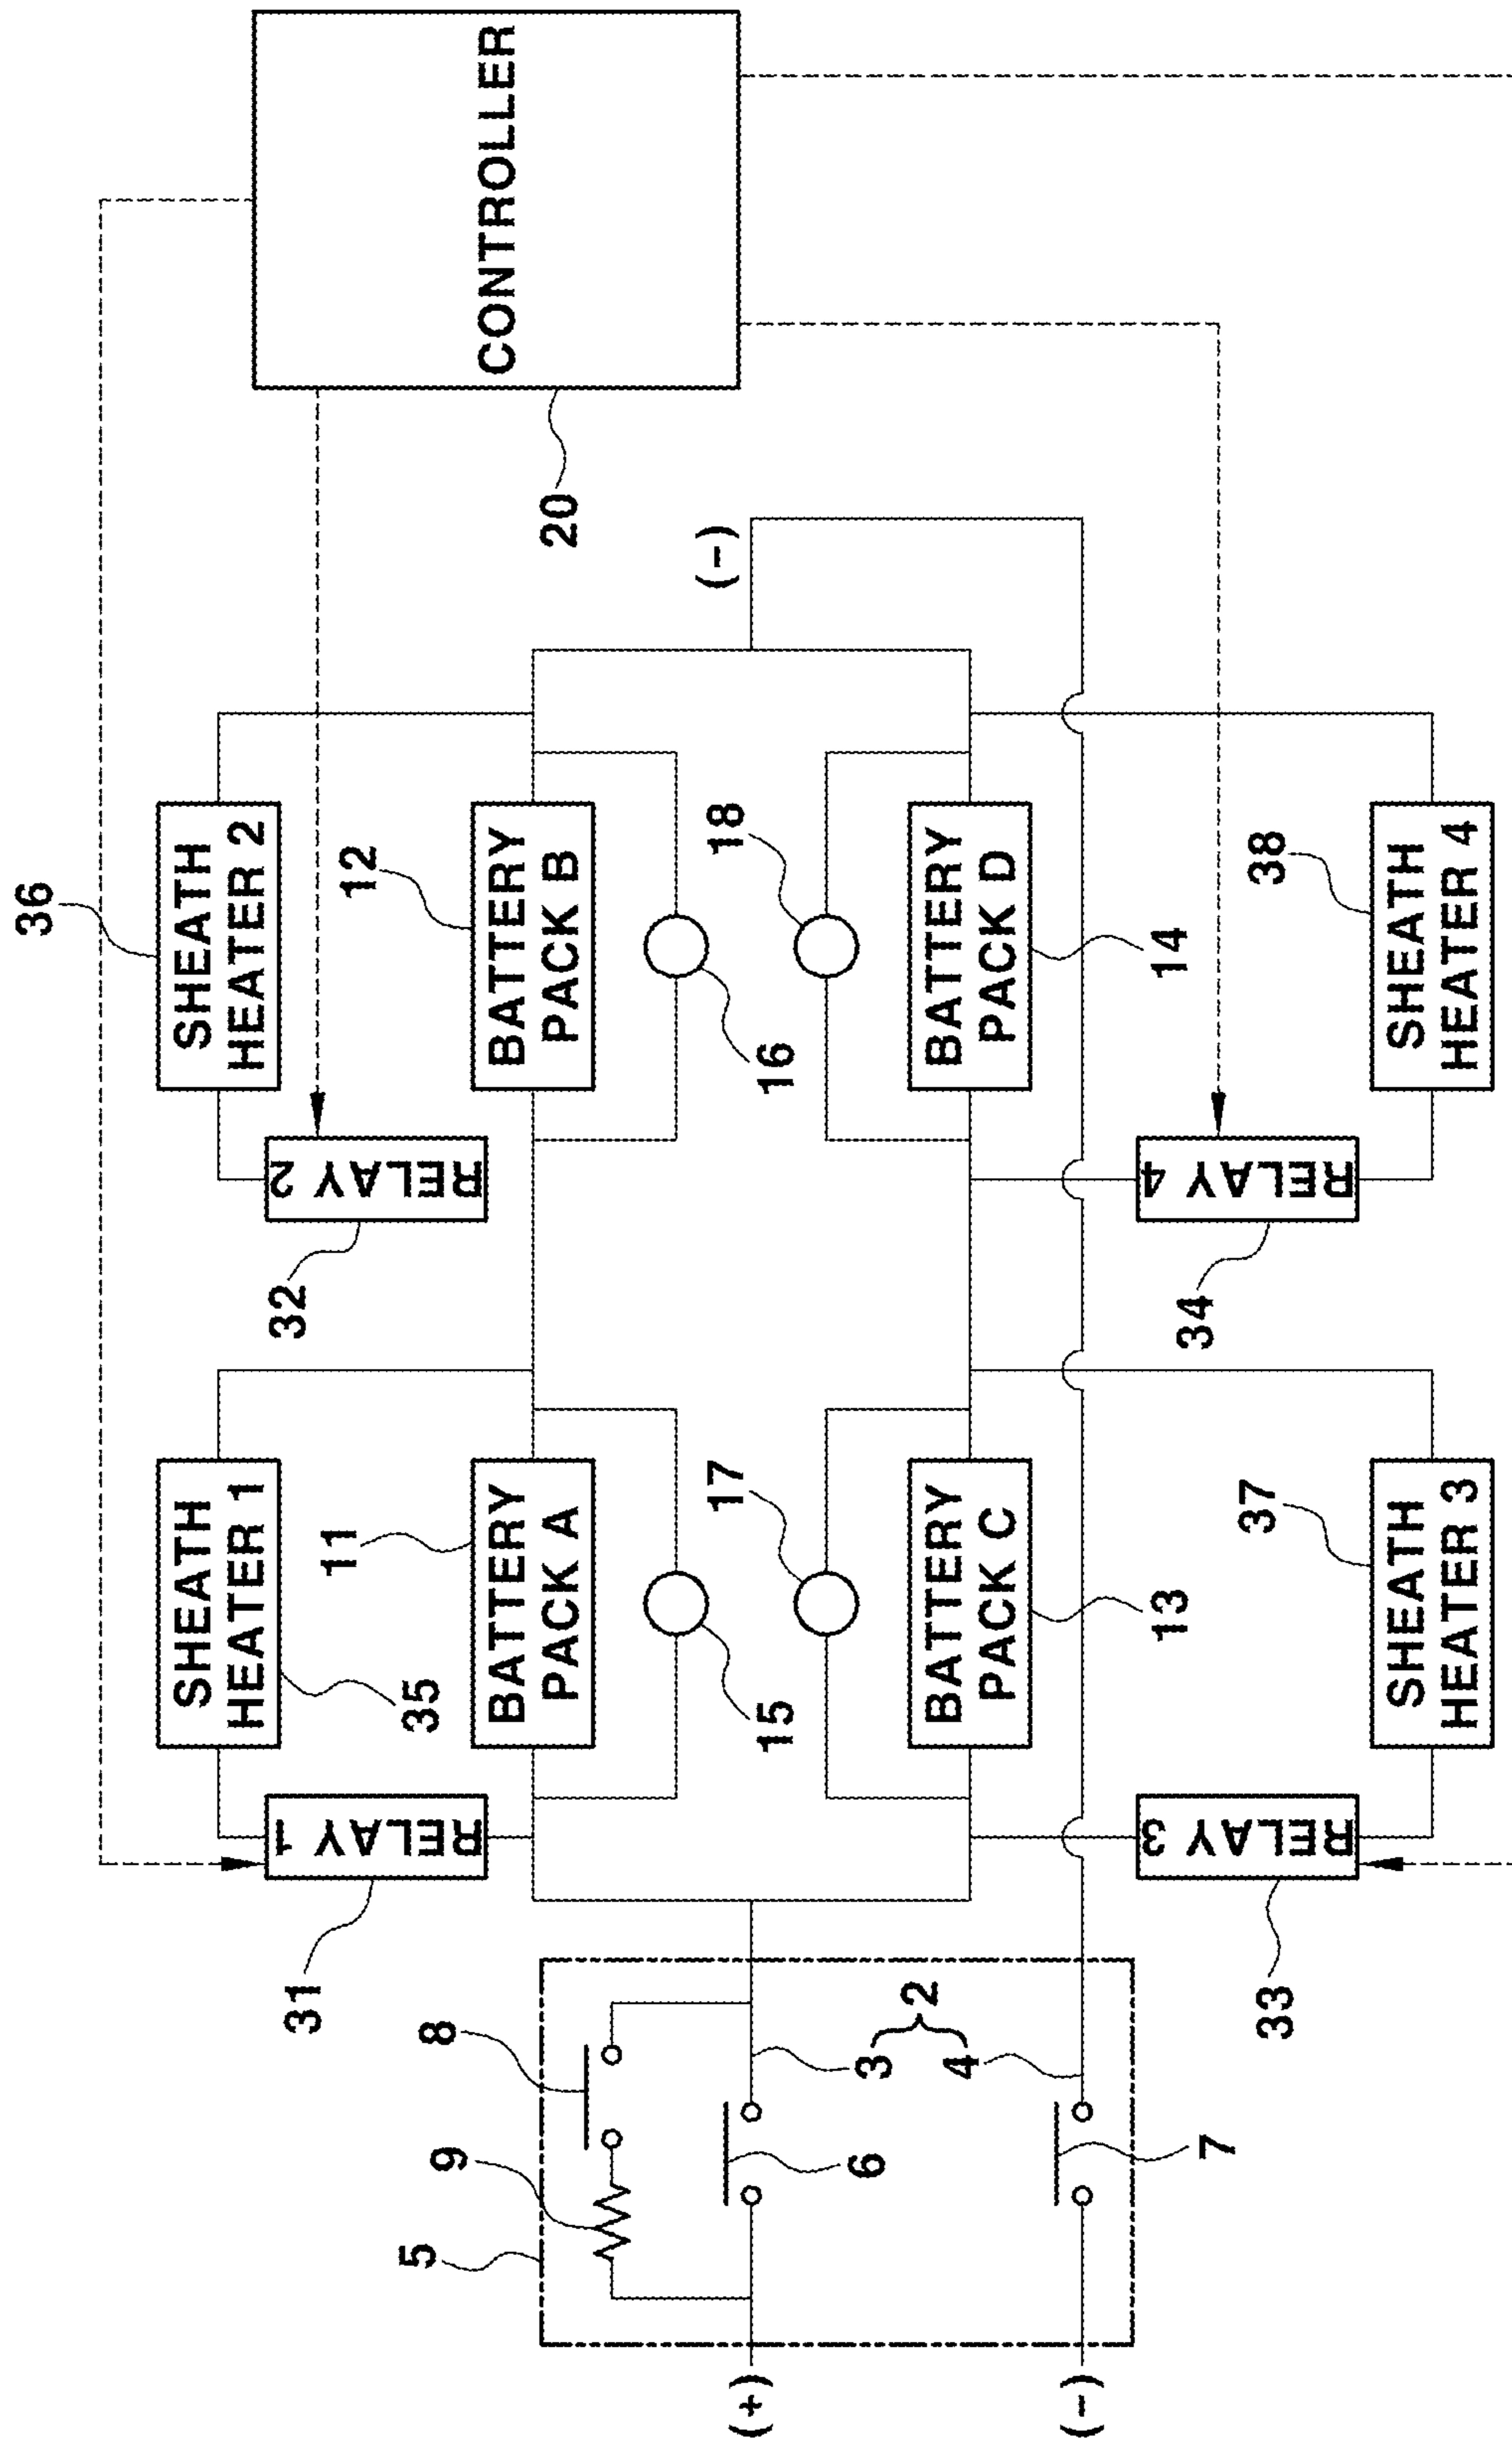 36
SHEATH
HEATER 2
32
RELAY 2
12
BATTERY
PACK B
16
18
BATTERY
PACK D
14
RELAY 4
34
38
SHEATH
HEATER 4
CONTROLLER
20
(-)
SHEATH
HEATER 1
35
RELAY 1
31
11
BATTERY
PACK A
15
17
BATTERY
PACK C
13
RELAY 3
33
37
SHEATH
HEATER 3
5
9
8
6
3
4
2
7
(+)
(-)